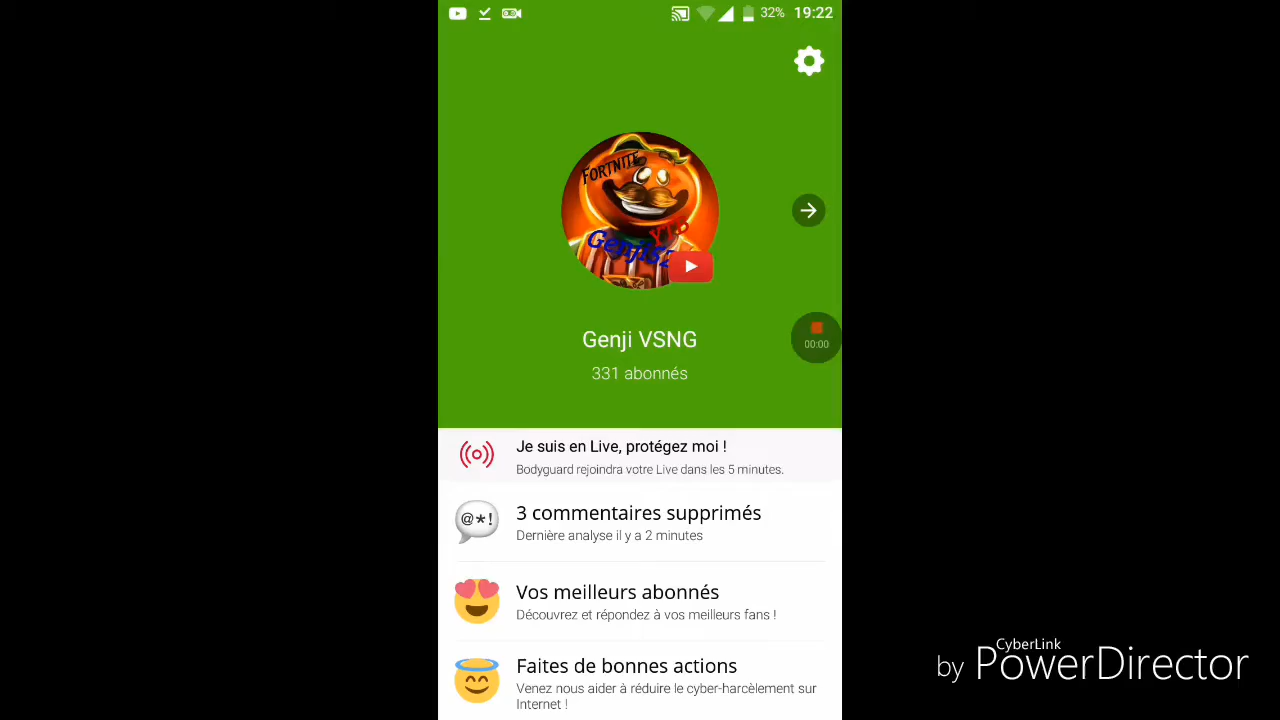 32% 19:22
FORTNITE
Genji52
Genji VSNG
331 abonnés
00:00
Je suis en Live, protégez moi !
Bodyguard rejoindra votre Live dans les 5 minutes.
@*!
3 commentaires supprimés
Dernière analyse il y a 2 minutes
Vos meilleurs abonnés
Découvrez et répondez à vos meilleurs fans !
Faites de bonnes actions
Venez nous aider à réduire le cyber-harcèlement sur
Internet !
CyberLink
by PowerDirector